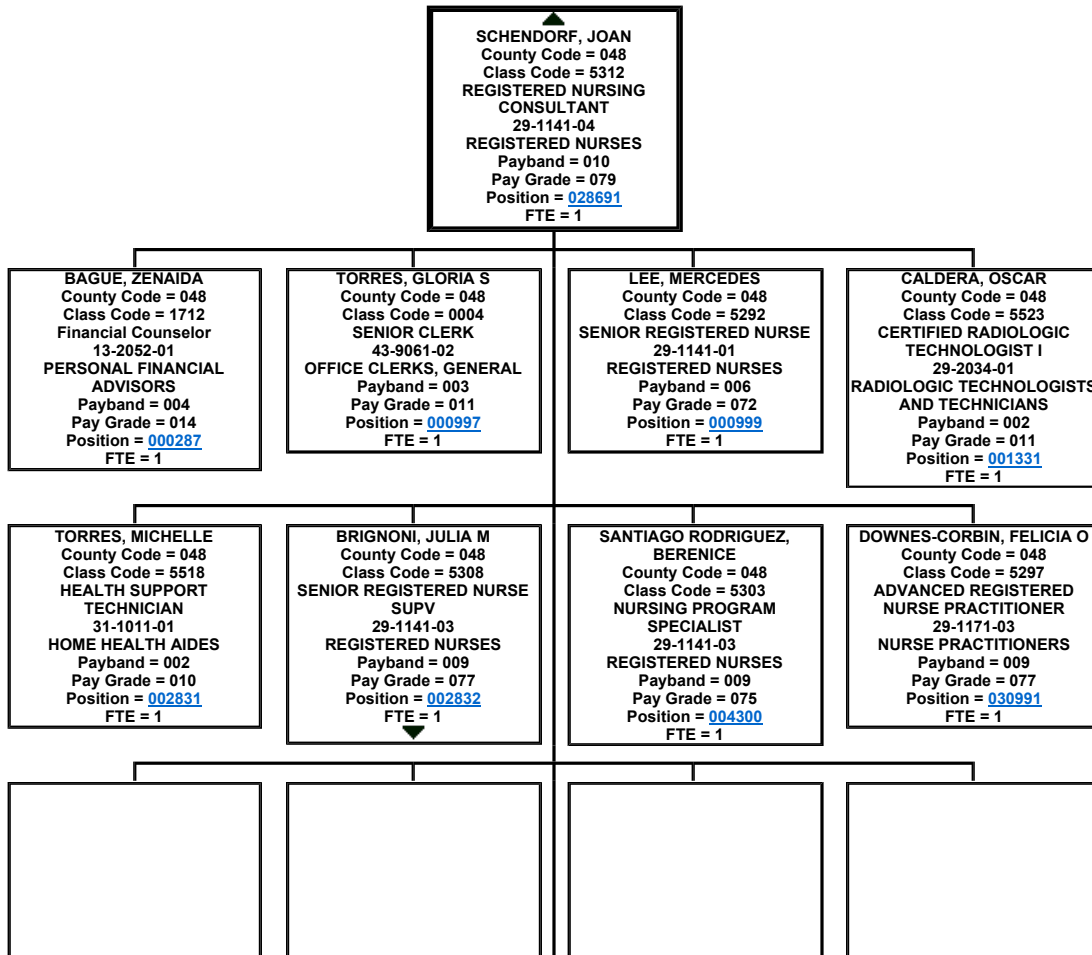 SCHENDORF, JOAN
County Code = 048
Class Code = 5312
REGISTERED NURSING
CONSULTANT
29-1141-04
REGISTERED NURSES
Payband = 010
Pay Grade = 079
Position = 028691
FTE = 1
BAGUE, ZENAIDA
County Code = 048
Class Code = 1712
Financial Counselor
13-2052-01
PERSONAL FINANCIAL
ADVISORS
Payband = 004
Pay Grade = 014
Position = 000287
FTE = 1
TORRES, GLORIA S
County Code = 048
Class Code = 0004
SENIOR CLERK
43-9061-02
OFFICE CLERKS, GENERAL
Payband = 003
Pay Grade = 011
Position = 000997
FTE = 1
LEE, MERCEDES
County Code = 048
Class Code = 5292
SENIOR REGISTERED NURSE
29-1141-01
REGISTERED NURSES
Payband = 006
Pay Grade = 072
Position = 000999
FTE = 1
CALDERA, OSCAR
County Code = 048
Class Code = 5523
CERTIFIED RADIOLOGIC
TECHNOLOGIST I
29-2034-01
RADIOLOGIC TECHNOLOGISTS
AND TECHNICIANS
Payband = 002
Pay Grade = 011
Position = 001331
FTE = 1
TORRES, MICHELLE
County Code = 048
Class Code = 5518
HEALTH SUPPORT
TECHNICIAN
31-1011-01
HOME HEALTH AIDES
Payband = 002
Pay Grade = 010
Position = 002831
FTE = 1
BRIGNONI, JULIA M
County Code = 048
Class Code = 5308
SENIOR REGISTERED NURSE
SUPV
29-1141-03
REGISTERED NURSES
Payband = 009
Pay Grade = 077
Position = 002832
FTE = 1
SANTIAGO RODRIGUEZ,
BERENICE
County Code = 048
Class Code = 5303
NURSING PROGRAM
SPECIALIST
29-1141-03
REGISTERED NURSES
Payband = 009
Pay Grade = 075
Position = 004300
FTE = 1
DOWNES-CORBIN, FELICIA O
County Code = 048
Class Code = 5297
ADVANCED REGISTERED
NURSE PRACTITIONER
29-1171-03
NURSE PRACTITIONERS
Payband = 009
Pay Grade = 077
Position = 030991
FTE = 1